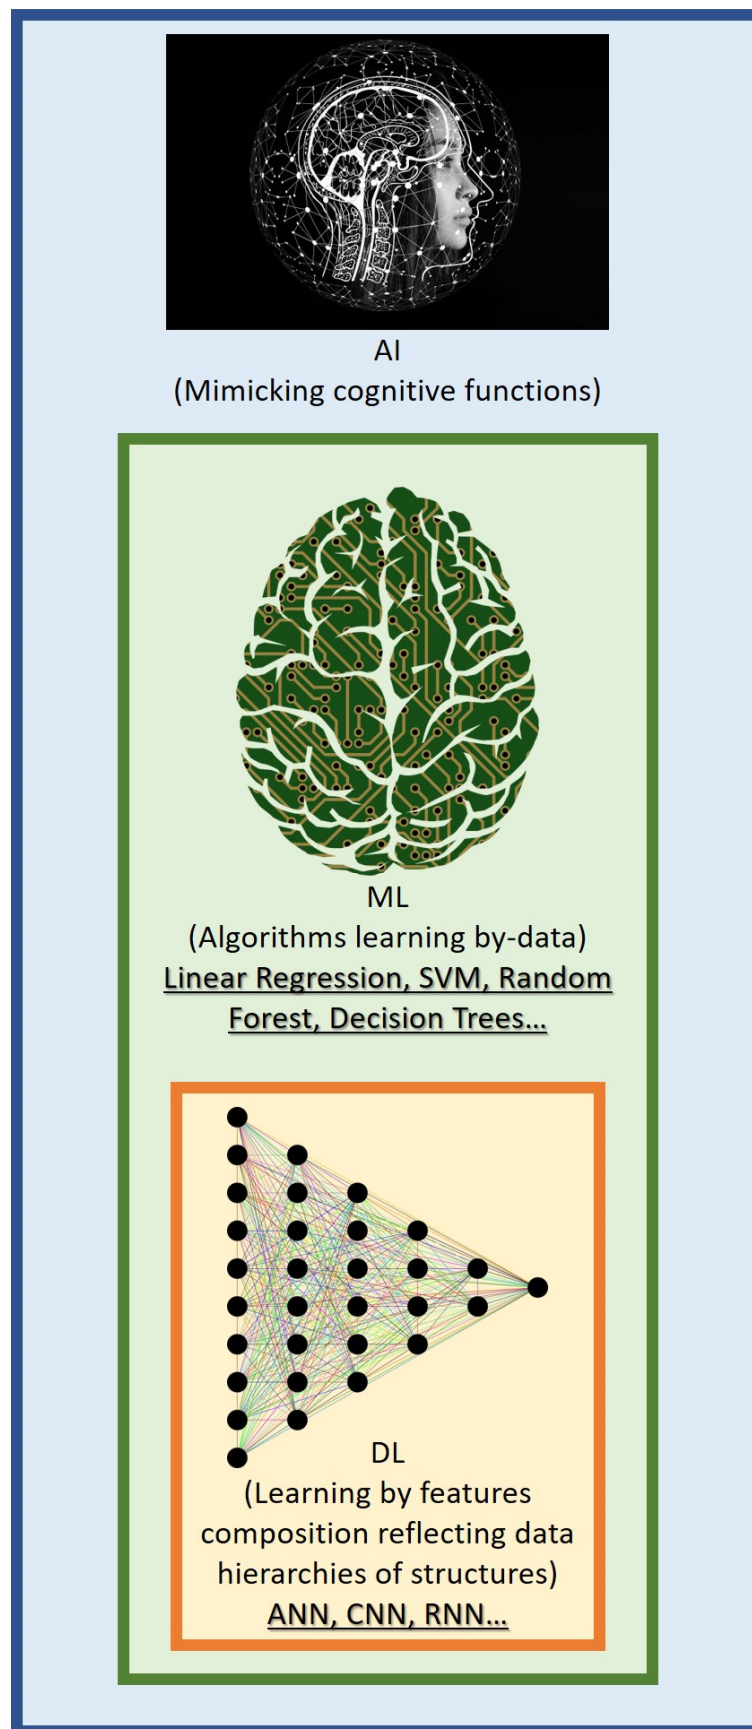 AI
(Mimicking cognitive functions)
ML
(Algorithms learning by-data)
Linear Regression, SVM, Random
Forest, Decision Trees…
DL
(Learning by features
composition reflecting data
hierarchies of structures)
ANN, CNN, RNN…